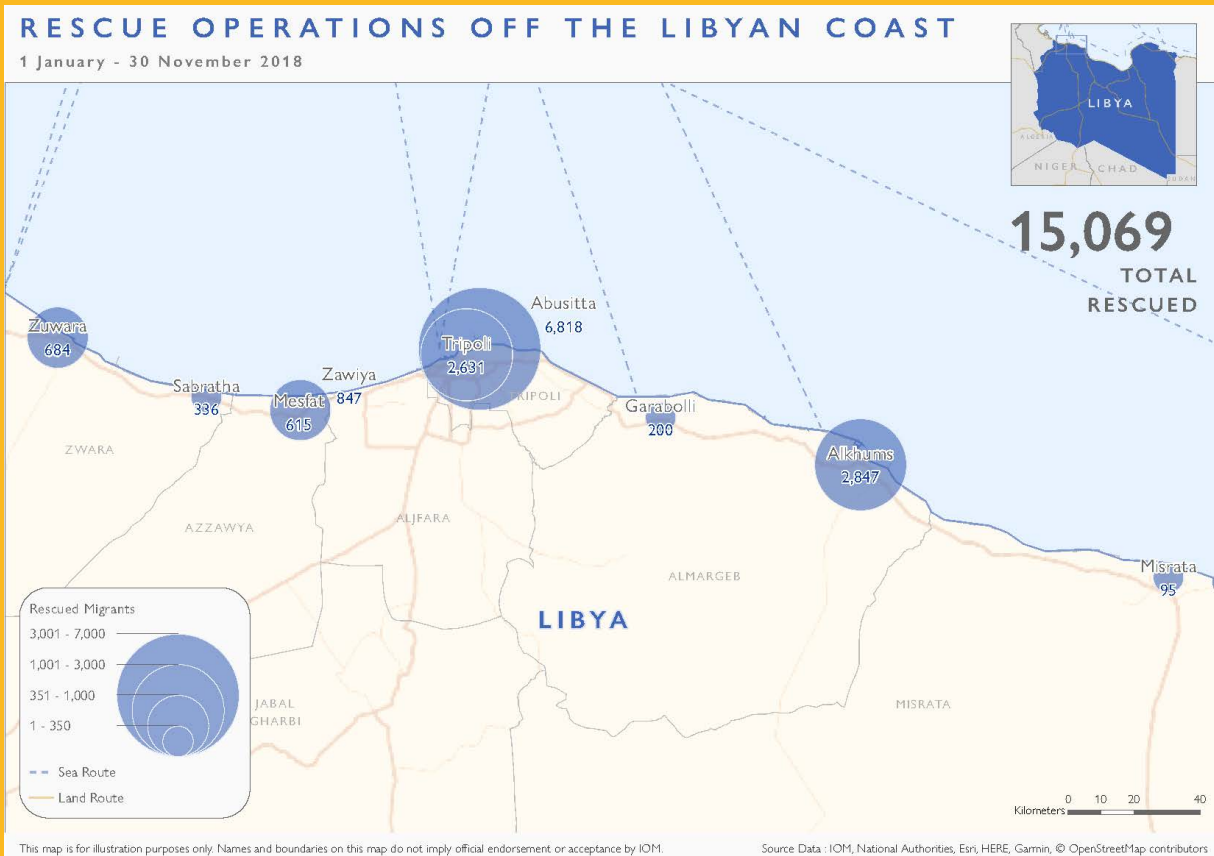 RESCUE OPERATIONS OFF THE LIBYAN COAST
1 January - 30 November 2018
LIBYA
ALGERIA
NIGER
CHAD
15,069
TOTAL
RESCUED
Abusitta
6,818
Zuwara
684
Tripoli
2,631
Zawiya
847
Sabratha
336
Mesfat
615
TRIPOLI
Garabolli
200
ZWARA
Alkhums
2,847
AZZAWYA
ALJFARA
Misrata
95
ALMARGEB
LIBYA
JABAL
GHARBI
MISRATA
Rescued Migrants
3,001 - 7,000
1,001 - 3,000
351 - 1,000
1 - 350
Sea Route
Land Route
Kilometers
0 10 20 40
This map is for illustration purposes only. Names and boundaries on this map do not imply official endorsement or acceptance by IOM.
Source Data : IOM, National Authorities, Esri, HERE, Garmin, © OpenStreetMap contributors